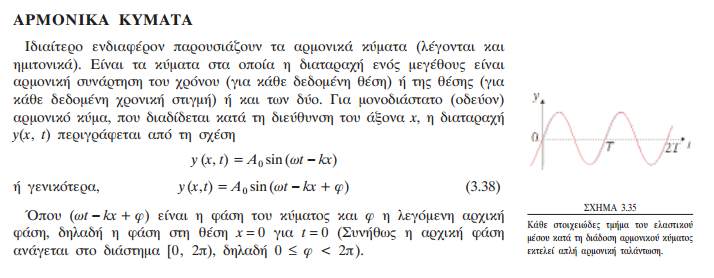 ΑΡΜΟΝΙΚΑ ΚΥΜΑΤΑ
Ιδιαίτερο ενδιαφέρον παρουσιάζουν τα αρμονικά κύματα (λέγονται και
ημιτονικά). Είναι τα κύματα στα οποία η διαταραχή ενός μεγέθους είναι
αρμονική συνάρτηση του χρόνου (για κάθε δεδομένη θέση) ή της θέσης (για
κάθε δεδομένη χρονική στιγμή) ή και των δύο. Για μονοδιάστατο (οδεύον)
αρμονικό κύμα, που διαδίδεται κατά τη διεύθυνση του άξονα x, η διαταραχή
y(x, t) περιγράφεται από τη σχέση
y (x, t) = A₀ sin (ωt – kx)
ή γενικότερα, y (x,t) = A₀ sin (ωt – kx + φ) (3.38)
Όπου (ωt – kx + φ) είναι η φάση του κύματος και φ η λεγόμενη αρχική
φάση, δηλαδή η φάση στη θέση x = 0 για t = 0 (Συνήθως η αρχική φάση
ανάγεται στο διάστημα [0, 2π), δηλαδή 0 ≤ φ < 2π).
y
0
T
2T
t
ΣΧΗΜΑ 3.35
Κάθε στοιχειώδες τμήμα του ελαστικού
μέσου κατά τη διάδοση αρμονικού κύματος
εκτελεί απλή αρμονική ταλάντωση.